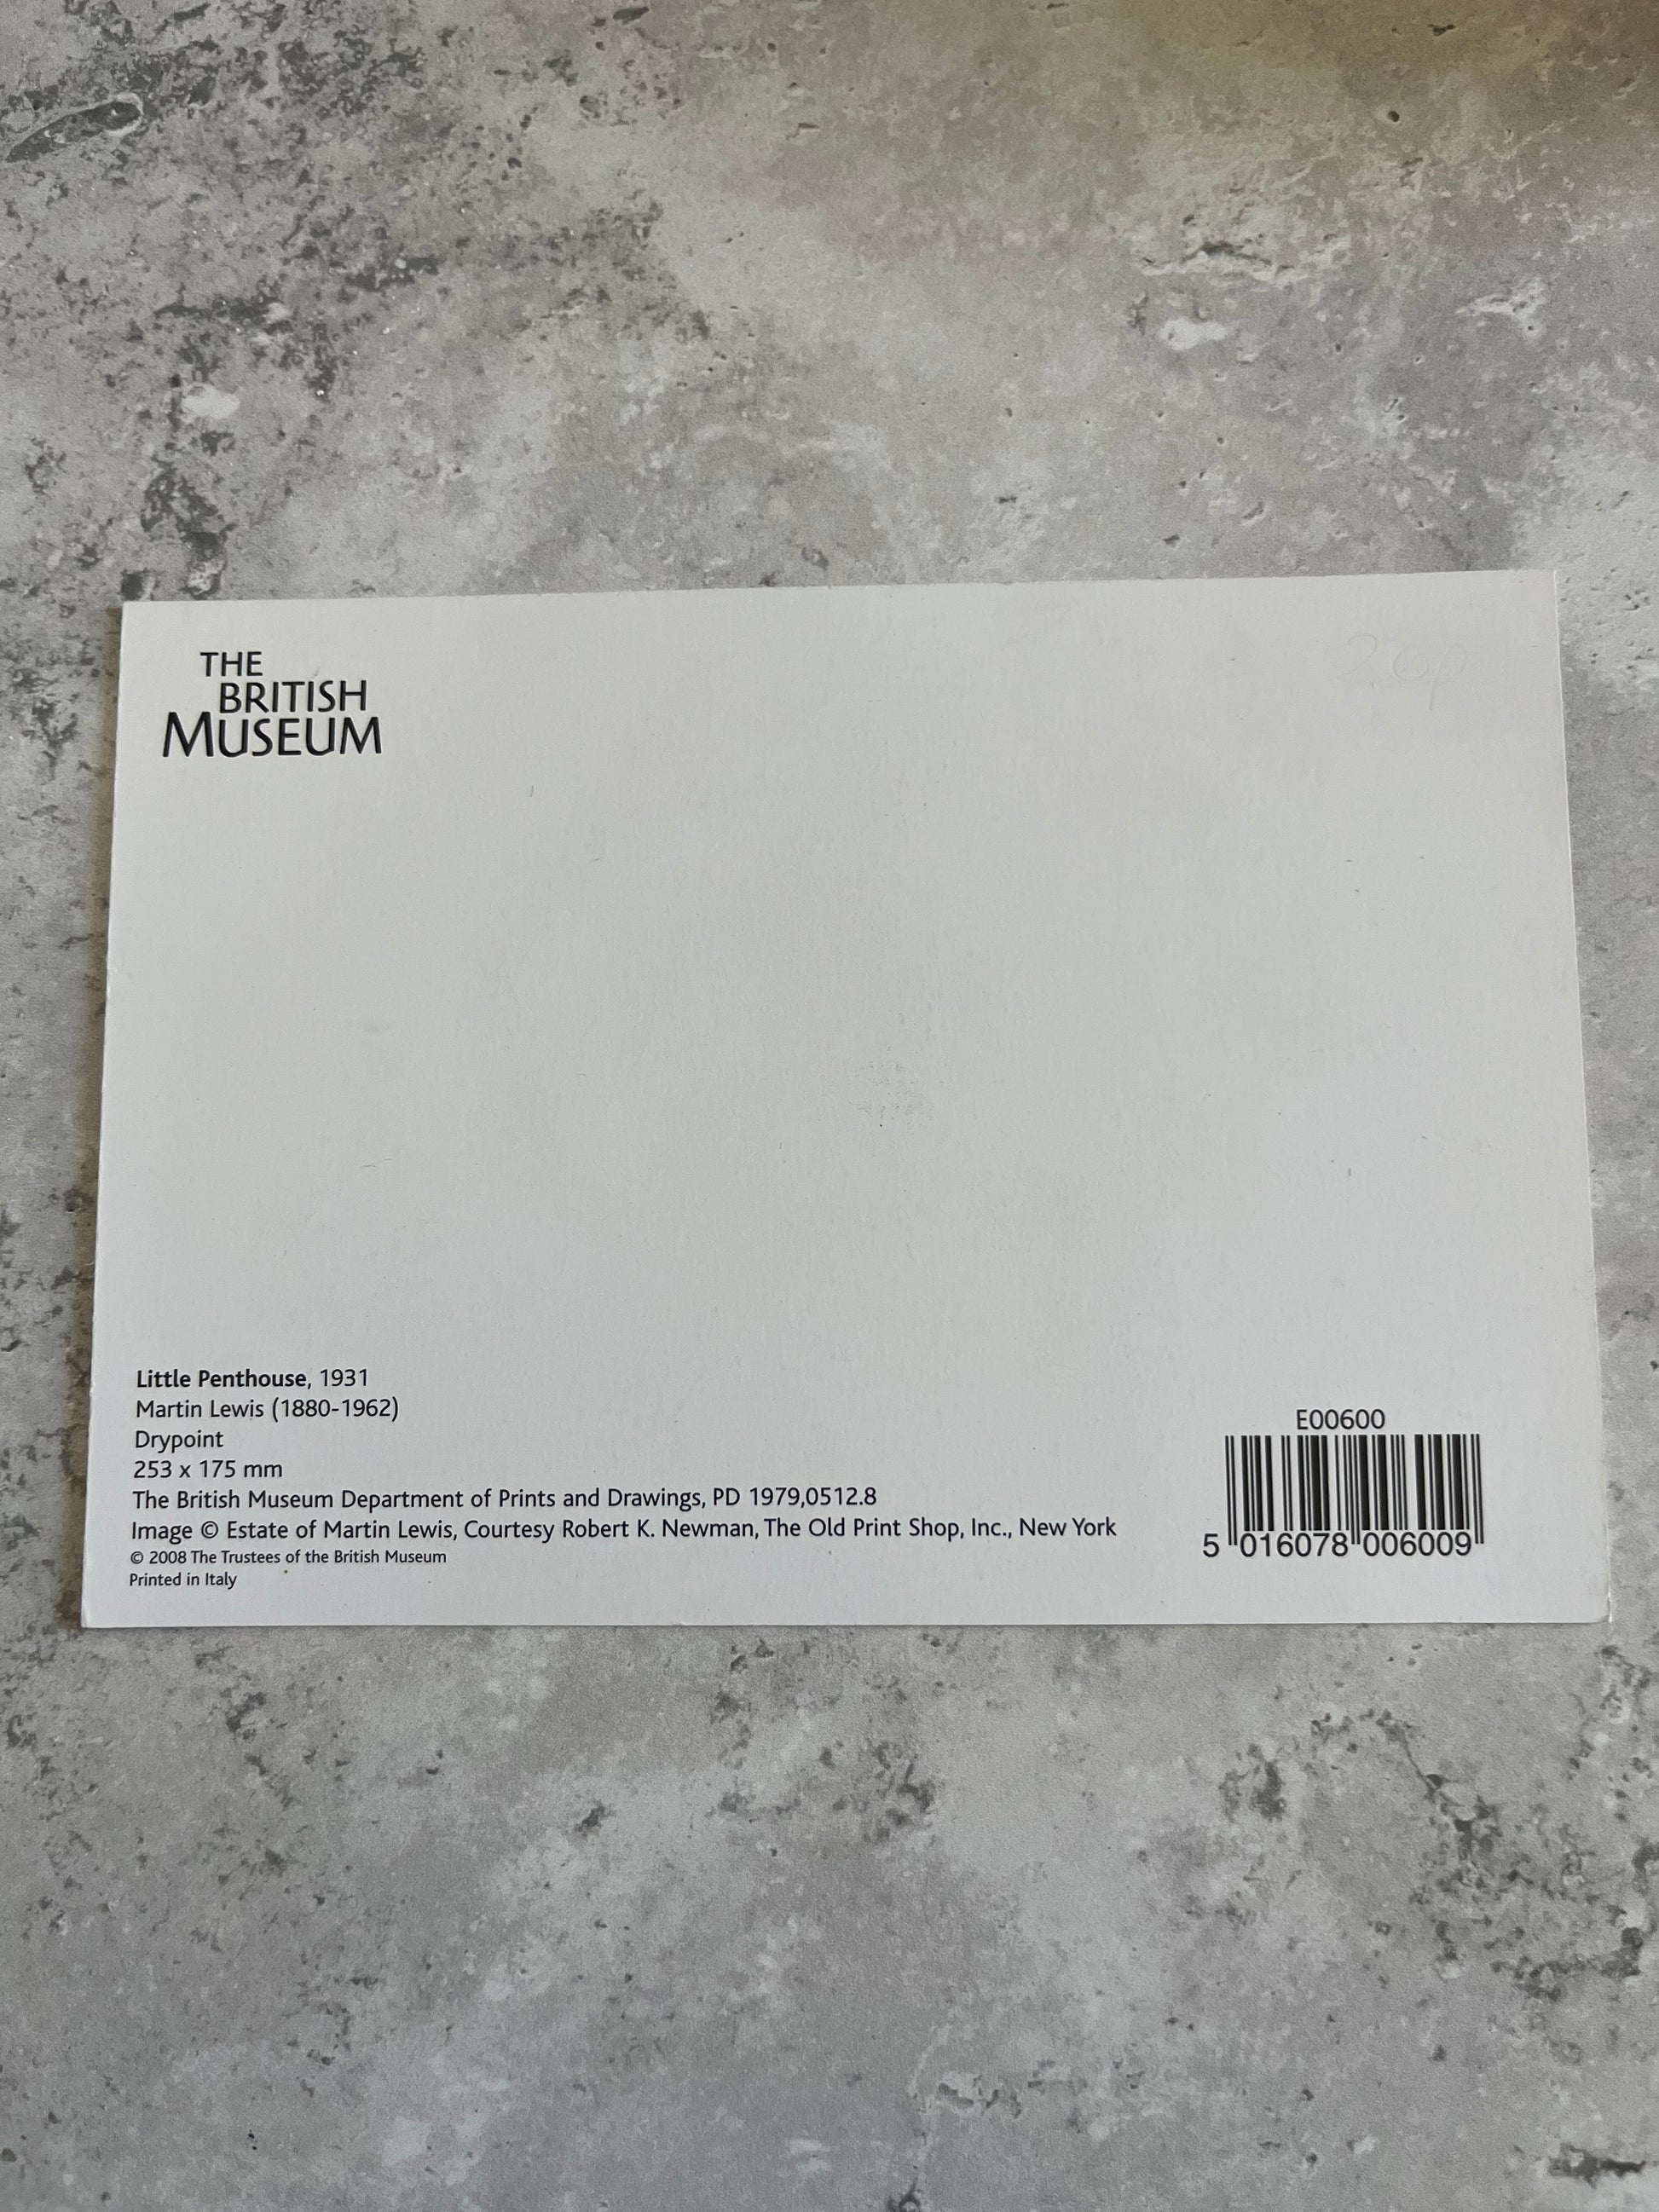 THE
BRITISH
MUSEUM
20p
Little Penthouse, 1931
Martin Lewis (1880-1962)
Drypoint
253 x 175 mm
The British Museum Department of Prints and Drawings, PD 1979,0512.8
Image © Estate of Martin Lewis, Courtesy Robert K. Newman, The Old Print Shop, Inc., New York
© 2008 The Trustees of the British Museum
Printed in Italy
E00600
5 016078 006009